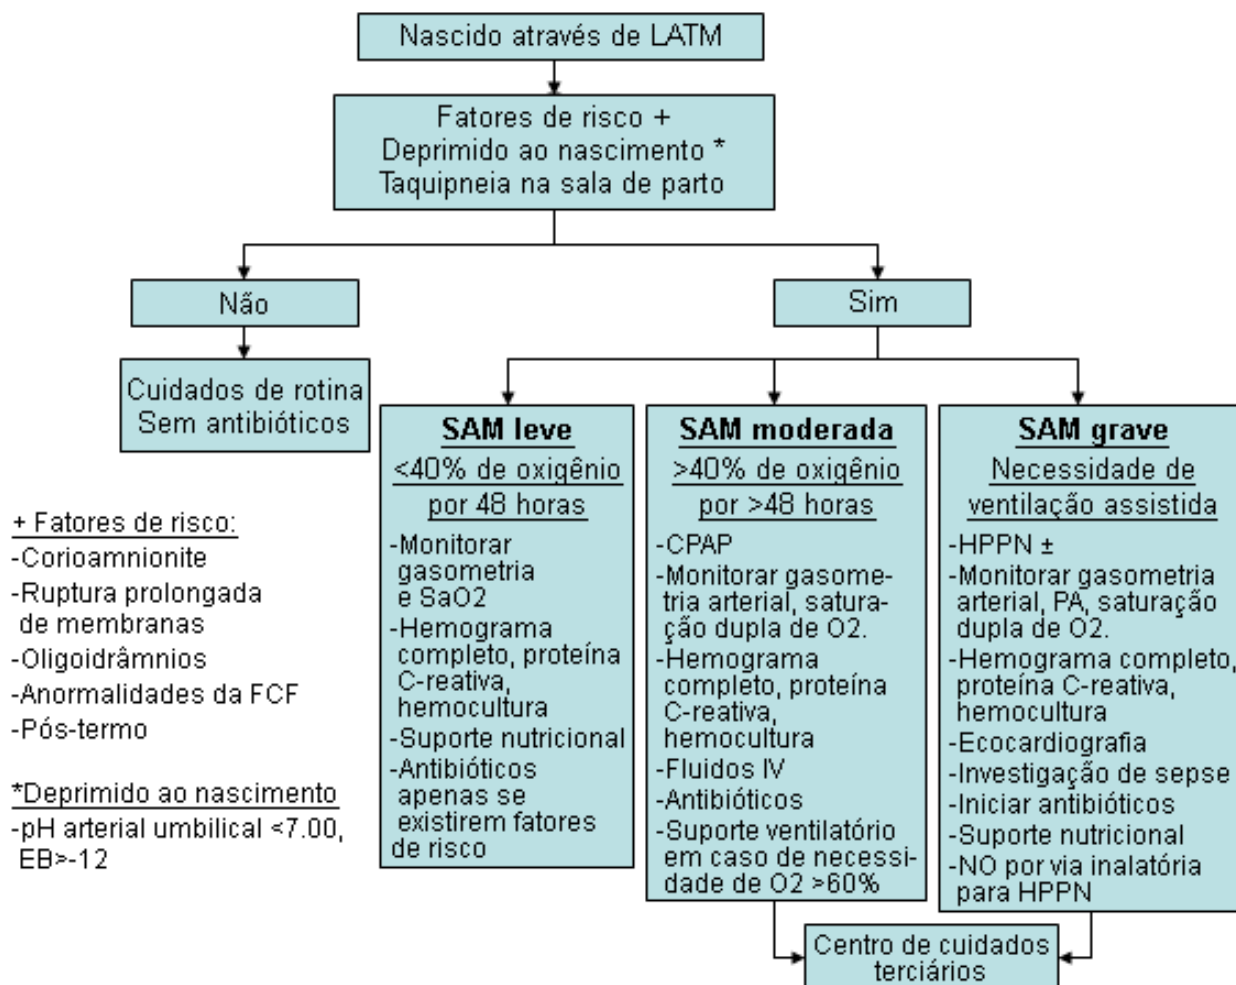 Nascido através de LATM
Fatores de risco +
Deprimido ao nascimento *
Taquipneia na sala de parto
Não
Sim
Cuidados de rotina
Sem antibióticos
SAM leve
<40% de oxigênio
por 48 horas
-Monitorar
gasometria
e SaO2
-Hemograma
completo, proteína
C-reativa,
hemocultura
-Suporte nutricional
-Antibióticos
apenas se
existirem fatores
de risco
SAM moderada
>40% de oxigênio
por >48 horas
-CPAP
-Monitorar gasome-
tria arterial, satura-
ção dupla de O2.
-Hemograma
completo, proteína
C-reativa,
hemocultura
-Fluidos IV
-Antibióticos
-Suporte ventilatório
em caso de necessi-
dade de O2 >60%
SAM grave
Necessidade de
ventilação assistida
-HPPN ±
-Monitorar gasometria
arterial, PA, saturação
dupla de O2.
-Hemograma completo,
proteína C-reativa,
hemocultura
-Ecocardiografia
-Investigação de sepse
-Iniciar antibióticos
-Suporte nutricional
-NO por via inalatória
para HPPN
+ Fatores de risco:
-Corioamnionite
-Ruptura prolongada
de membranas
-Oligoidrâmnios
-Anormalidades da FCF
-Pós-termo
*Deprimido ao nascimento
-pH arterial umbilical <7.00,
EB>-12
Centro de cuidados
terciários